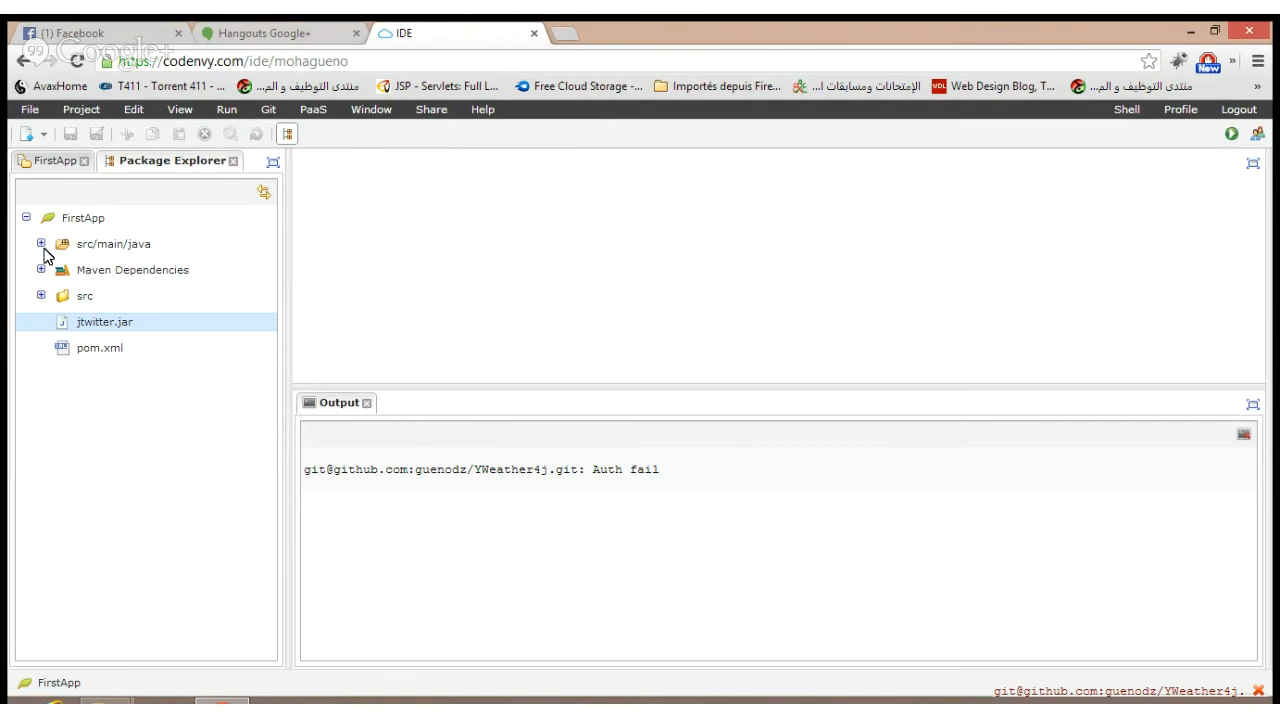 (1) Facebook
Hangouts Google+
IDE
99 Google+
https://codenvy.com/ide/mohagueno
New
AvaxHome
T411 - Torrent 411 - ...
منتدى التوظيف و الم...
JSP - Servlets: Full L...
Free Cloud Storage -...
Importés depuis Fire...
الإمتحانات ومسابقات ا...
WDL Web Design Blog, T...
منتدى التوظيف و الم...
File Project Edit View Run Git PaaS Window Share Help
Shell Profile Logout
FirstApp
Package Explorer
FirstApp
src/main/java
Maven Dependencies
src
jtwitter.jar
pom.xml
Output
git@github.com:guenodz/YWeather4j.git: Auth fail
FirstApp
git@github.com:guenodz/YWeather4j.